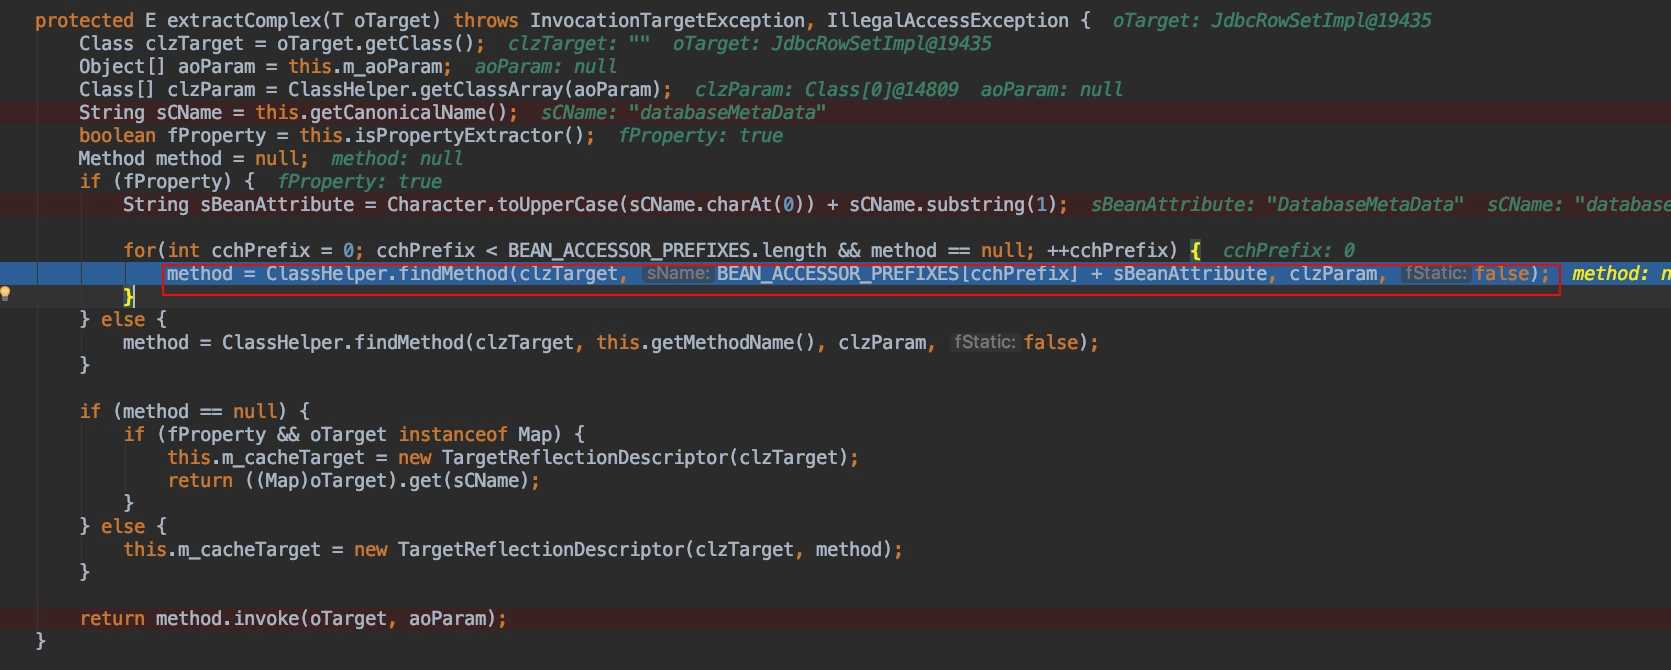 protected E extractComplex(T oTarget) throws InvocationTargetException, IllegalAccessException {  oTarget: JdbcRowSetImpl@19435
    Class clzTarget = oTarget.getClass();  clzTarget: ""  oTarget: JdbcRowSetImpl@19435
    Object[] aoParam = this.m_aoParam;  aoParam: null
    Class[] clzParam = ClassHelper.getClassArray(aoParam);  clzParam: Class[0]@14809  aoParam: null
    String sCName = this.getCanonicalName();  sCName: "databaseMetaData"
    boolean fProperty = this.isPropertyExtractor();  fProperty: true
    Method method = null;  method: null
    if (fProperty) {  fProperty: true
        String sBeanAttribute = Character.toUpperCase(sCName.charAt(0)) + sCName.substring(1);  sBeanAttribute: "DatabaseMetaData"  sCName: "database
        for(int cchPrefix = 0; cchPrefix < BEAN_ACCESSOR_PREFIXES.length && method == null; ++cchPrefix) {  cchPrefix: 0
            method = ClassHelper.findMethod(clzTarget, sName: BEAN_ACCESSOR_PREFIXES[cchPrefix] + sBeanAttribute, clzParam, fStatic: false);  method: n
        }
    } else {
        method = ClassHelper.findMethod(clzTarget, this.getMethodName(), clzParam, fStatic: false);
    }
    if (method == null) {
        if (fProperty && oTarget instanceof Map) {
            this.m_cacheTarget = new TargetReflectionDescriptor(clzTarget);
            return ((Map)oTarget).get(sCName);
        }
    } else {
        this.m_cacheTarget = new TargetReflectionDescriptor(clzTarget, method);
    }
    return method.invoke(oTarget, aoParam);
}